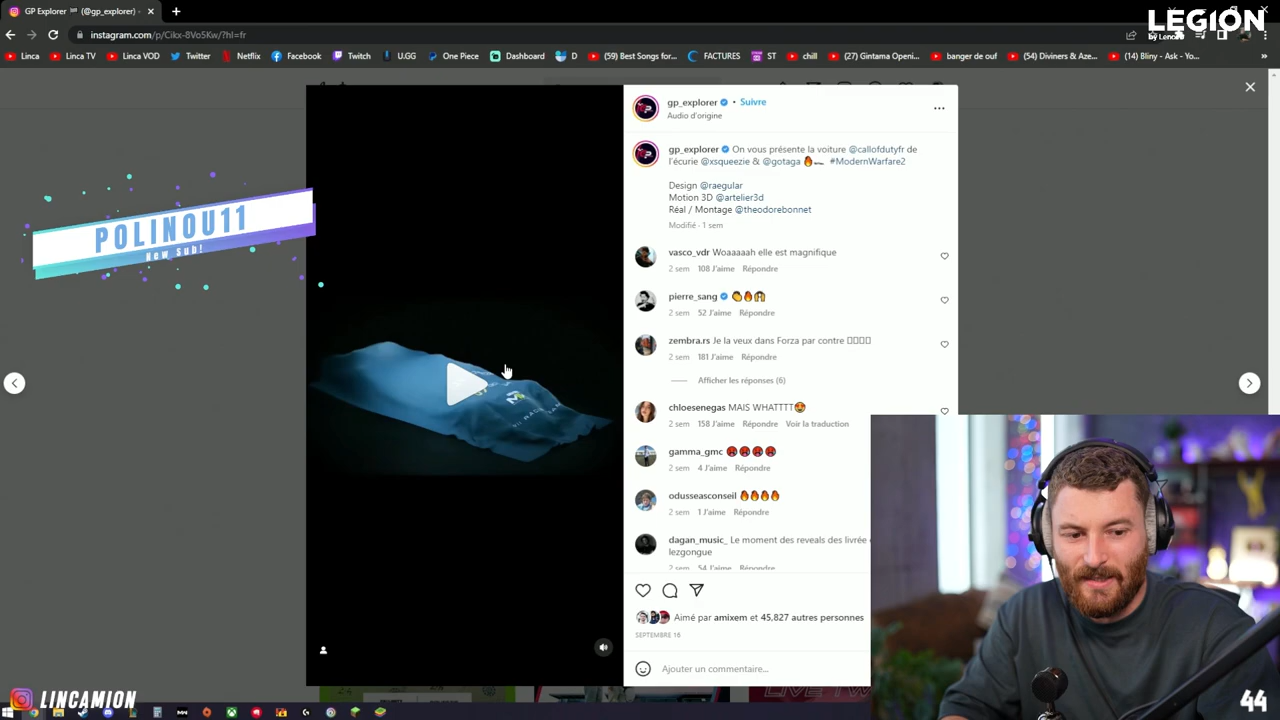 GP Explorer 🏁 (@gp_explorer) •
instagram.com/p/Cikx-8Vo5Kw/?hl=fr
Linca
Linca TV
Linca VOD
Twitter
Netflix
Facebook
Twitch
U.GG
One Piece
Best Songs for...
D
FACTURES
ST
chill
(27) Gintama Openi...
banger de ouf
(54) Diviners & Aze...
(14) Bliny - Ask - Yo...
LEGION
by Lenovo
gp_explorer • Suivre
Audio d'origine
gp_explorer On vous présente la voiture @callofdutyfr de
l'écurie @xsqueezie & @gotaga 🔥🏎️ #ModernWarfare2
Design @raegular
Motion 3D @artelier3d
Réal / Montage @theodorebonnet
Modifié · 1 sem
vasco_vdr Woaaaaah elle est magnifique
2 sem 108 J'aime Répondre
pierre_sang 👏🔥🙌
2 sem 52 J'aime Répondre
zembra.rs Je la veux dans Forza par contre
2 sem 181 J'aime Répondre
Afficher les réponses (6)
chloesenegas MAIS WHATTTT😍
2 sem 158 J'aime Répondre Voir la traduction
gamma_gmc
2 sem 4 J'aime Répondre
odusseasconseil 🔥🔥🔥🔥
2 sem 1 J'aime Répondre
dagan_music_ Le moment des reveals des livrée
lezgongue
2 sem 54 J'aime Répondre
Aimé par amixem et 45,827 autres personnes
SEPTEMBRE 16
Ajouter un commentaire...
POLINOU11
New Sub!
LINCAMION
LIVE TW
44